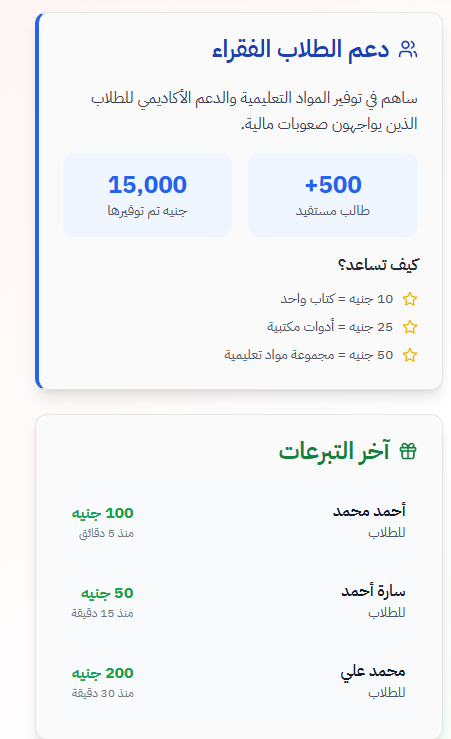 دعم الطلاب الفقراء
ساهم في توفير المواد التعليمية والدعم الأكاديمي للطلاب
الذين يواجهون صعوبات مالية.
+500
طالب مستفيد
15,000
جنيه تم توفيرها
كيف تساعد؟
10 جنيه = كتاب واحد
25 جنيه = أدوات مكتبية
50 جنيه = مجموعة مواد تعليمية
آخر التبرعات
أحمد محمد
للطلاب
100 جنيه
منذ 5 دقائق
سارة أحمد
للطلاب
50 جنيه
منذ 15 دقيقة
محمد علي
للطلاب
200 جنيه
منذ 30 دقيقة